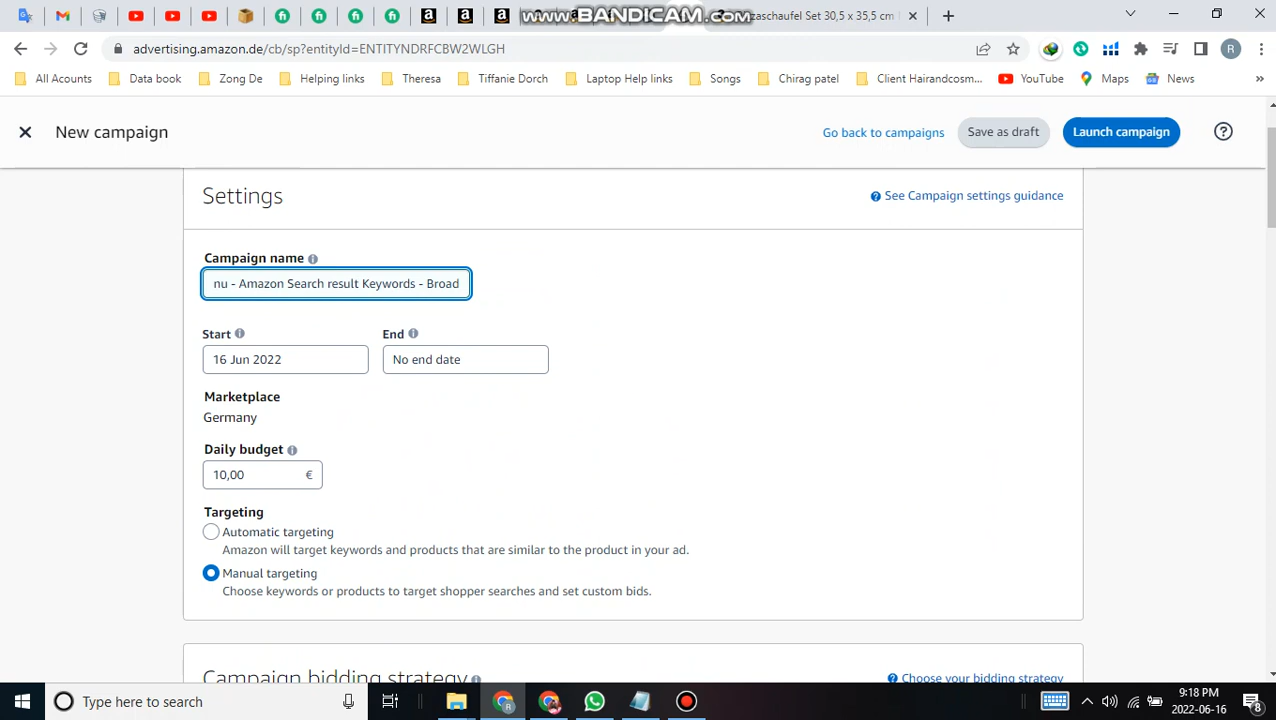 www.BANDICAM.com
zaschaufel Set 30,5 x 35,5 cm
advertising.amazon.de/cb/sp?entityId=ENTITYNDRFCBW2WLGH
R
All Acounts
Data book
Zong De
Helping links
Theresa
Tiffanie Dorch
Laptop Help links
Songs
Chirag patel
Client Hairandcosm...
YouTube
Maps
News
»
New campaign
Go back to campaigns
Save as draft
Launch campaign
Settings
See Campaign settings guidance
Campaign name
nu - Amazon Search result Keywords - Broad
Start
End
16 Jun 2022
No end date
Marketplace
Germany
Daily budget
10,00 €
Targeting
Automatic targeting
Amazon will target keywords and products that are similar to the product in your ad.
Manual targeting
Choose keywords or products to target shopper searches and set custom bids.
Campaign bidding strategy
Choose your bidding strategy
Type here to search
9:18 PM
2022-06-16
8